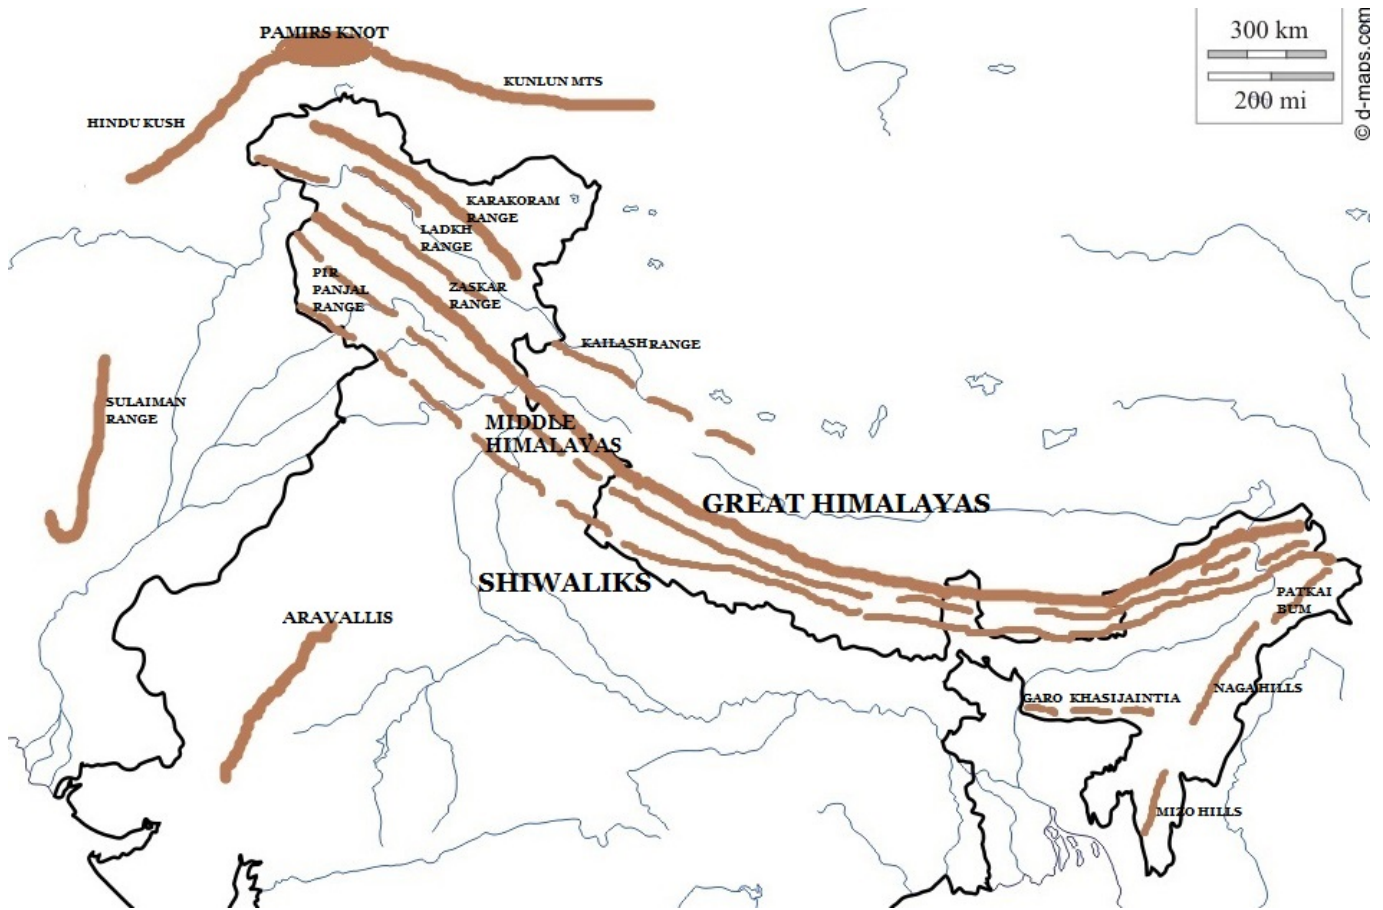 PAMIRS KNOT
300 km
200 mi
© d-maps.com
KUNLUN MTS
HINDU KUSH
KARAKORAM
RANGE
LADKH
RANGE
PIR
PANJAL
RANGE
ZASKAR
RANGE
KAILASH RANGE
SULAIMAN
RANGE
MIDDLE
HIMALAYAS
GREAT HIMALAYAS
SHIWALIKS
ARAVALLIS
PATKAI
BUM
GARO KHASI JAINTIA
NAGA HILLS
MIZO HILLS